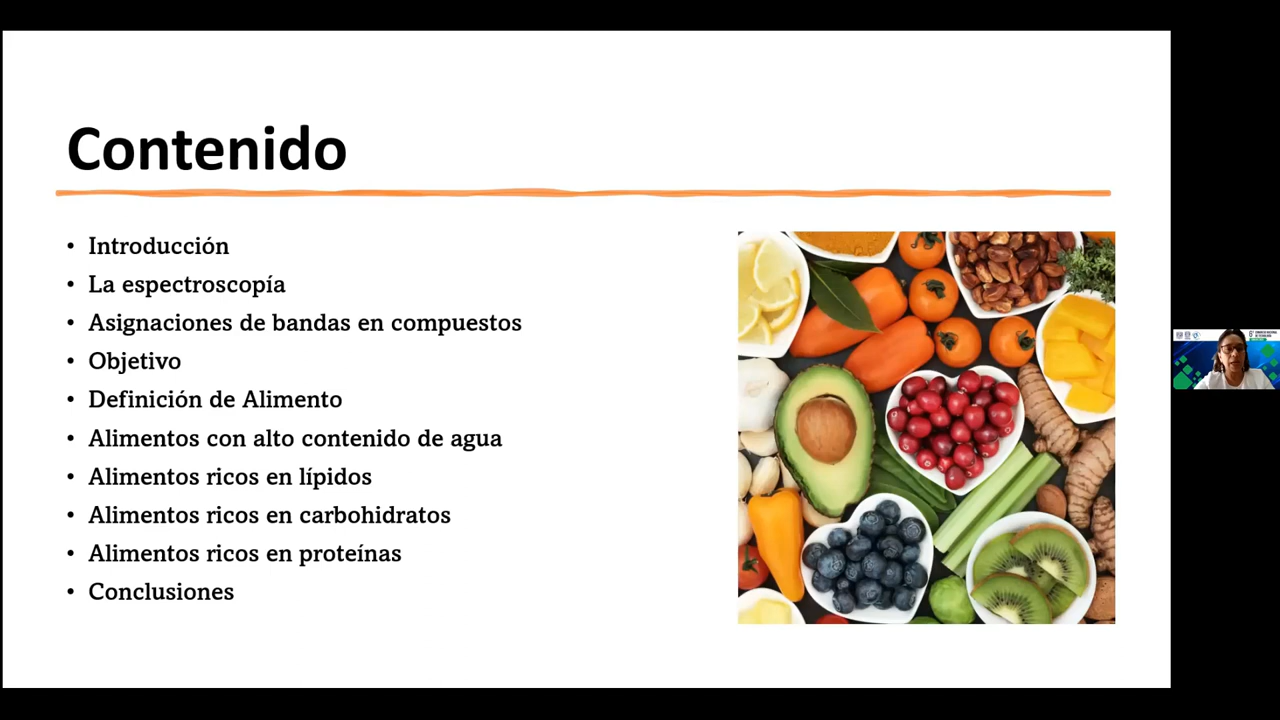 Contenido
• Introducción
• La espectroscopía
• Asignaciones de bandas en compuestos
• Objetivo
• Definición de Alimento
• Alimentos con alto contenido de agua
• Alimentos ricos en lípidos
• Alimentos ricos en carbohidratos
• Alimentos ricos en proteínas
• Conclusiones